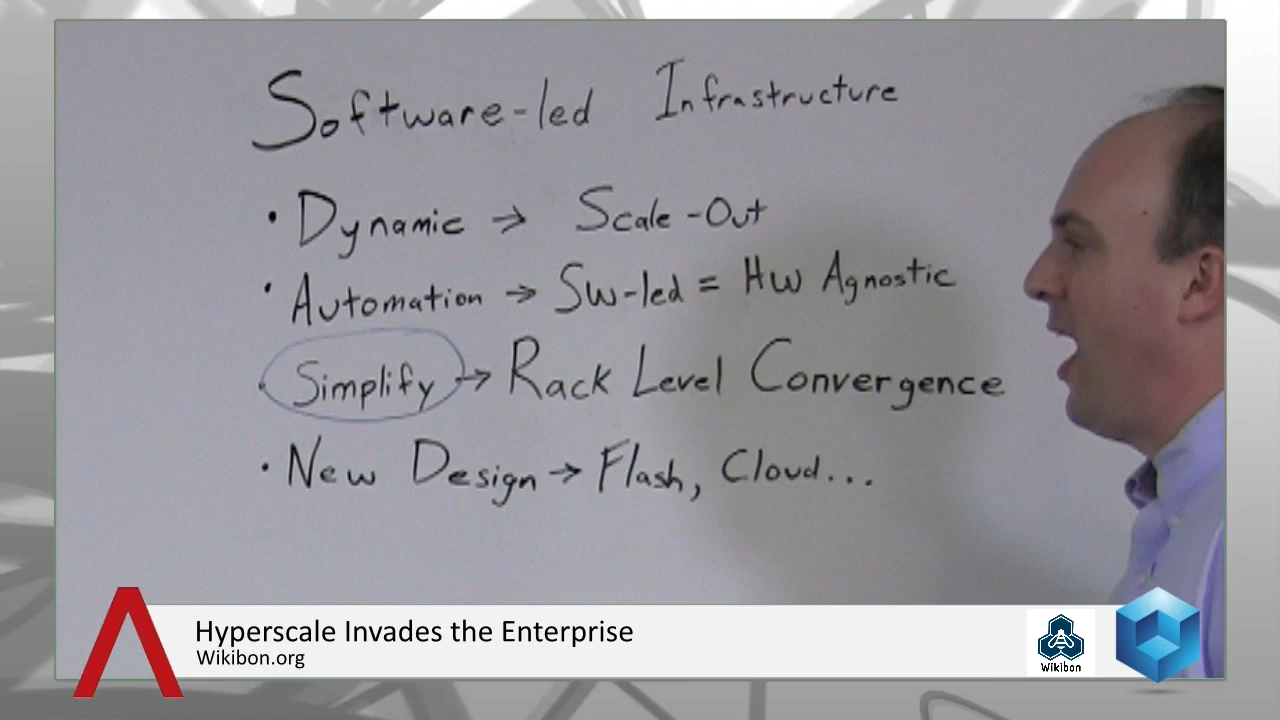 Software-led Infrastructure
• Dynamic → Scale-Out
• Automation → SW-led = HW Agnostic
• Simplify → Rack Level Convergence
• New Design → Flash, Cloud...
Hyperscale Invades the Enterprise
Wikibon.org
Wikibon